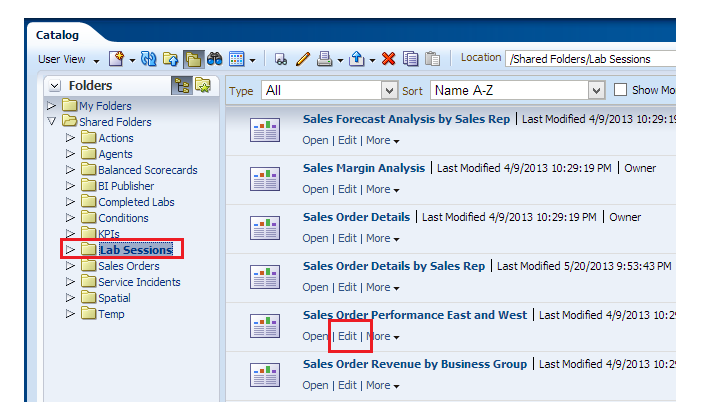 Catalog
User View
Location /Shared Folders/Lab Sessions
Folders
My Folders
Shared Folders
Actions
Agents
Balanced Scorecards
BI Publisher
Completed Labs
Conditions
KPIs
Lab Sessions
Sales Orders
Service Incidents
Spatial
Temp
Type All Sort Name A-Z Show Mo
Sales Forecast Analysis by Sales Rep | Last Modified 4/9/2013 10:29:19
Open | Edit | More
Sales Margin Analysis | Last Modified 4/9/2013 10:29:19 PM | Owner
Open | Edit | More
Sales Order Details | Last Modified 4/9/2013 10:29:19 PM | Owner
Open | Edit | More
Sales Order Details by Sales Rep | Last Modified 5/20/2013 9:53:43 PM
Open | Edit | More
Sales Order Performance East and West | Last Modified 4/9/2013 10:29
Open | Edit | More
Sales Order Revenue by Business Group | Last Modified 4/9/2013 10:29
Open | Edit | More